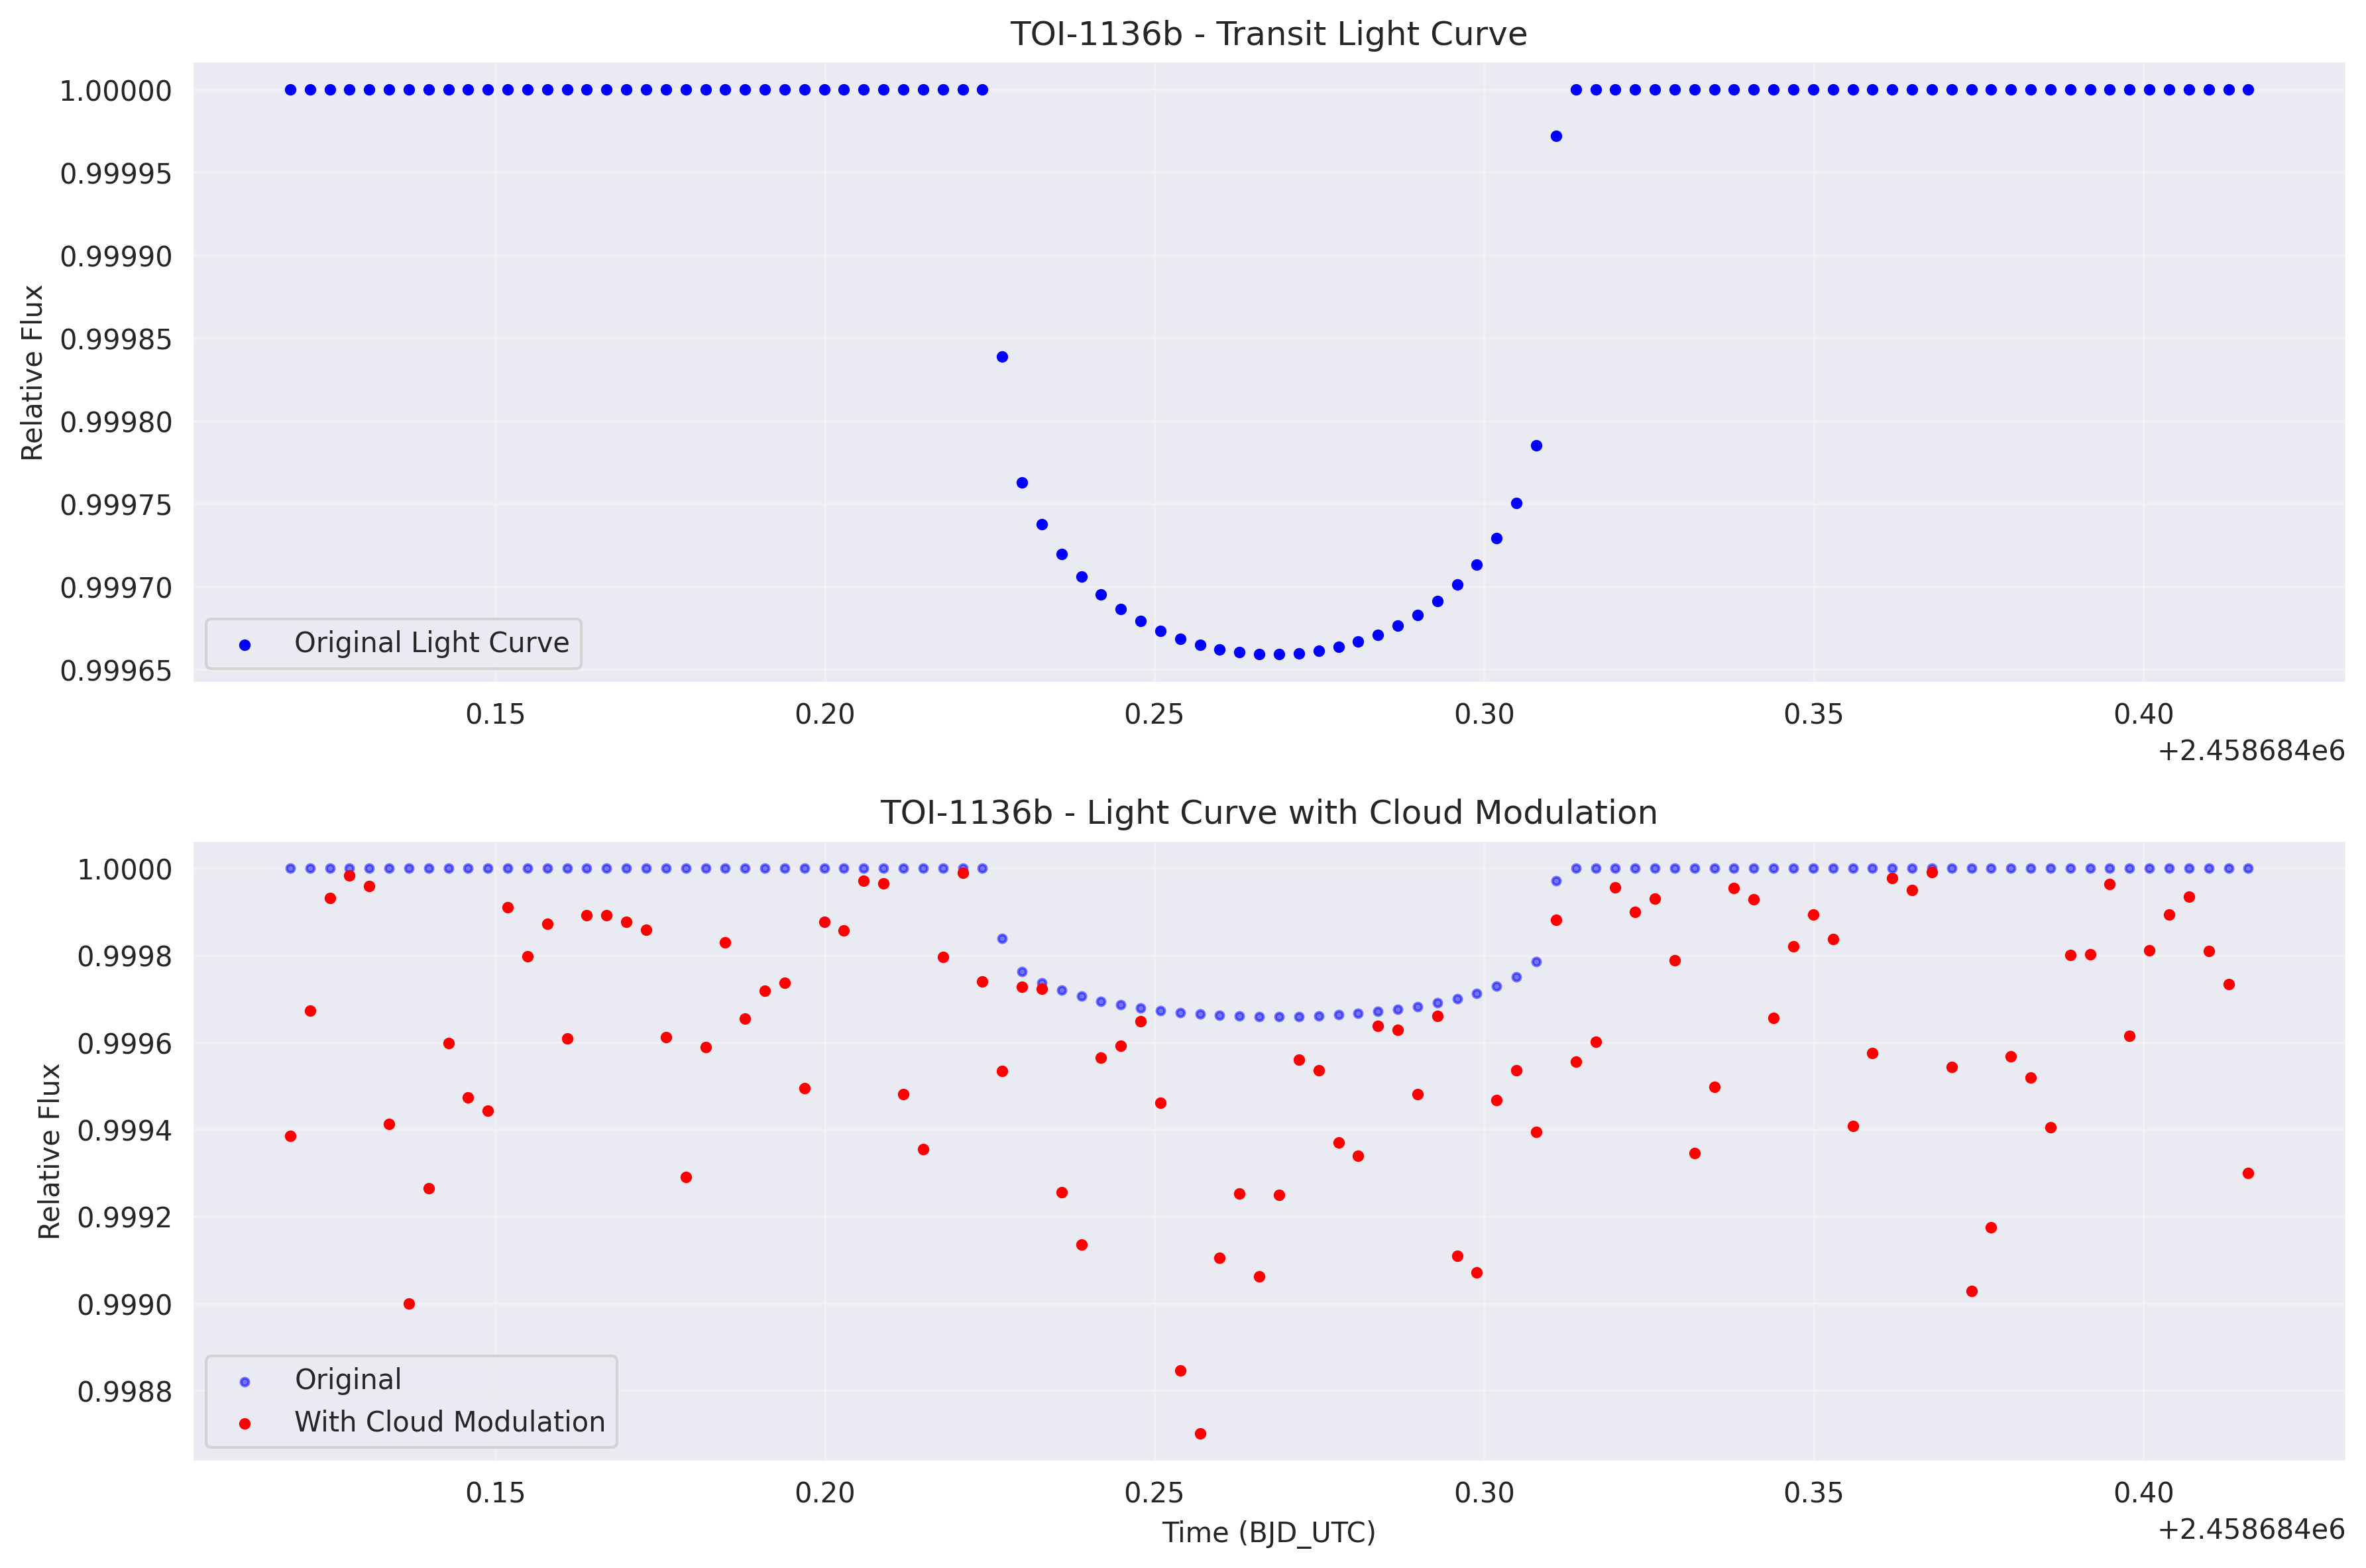 TOI-1136b - Transit Light Curve
Relative Flux
1.00000
0.99995
0.99990
0.99985
0.99980
0.99975
0.99970
0.99965
Original Light Curve
0.15 0.20 0.25 0.30 0.35 0.40
+2.458684e6
TOI-1136b - Light Curve with Cloud Modulation
Relative Flux
1.0000
0.9998
0.9996
0.9994
0.9992
0.9990
0.9988
Original
With Cloud Modulation
0.15 0.20 0.25 0.30 0.35 0.40
Time (BJD_UTC)
+2.458684e6